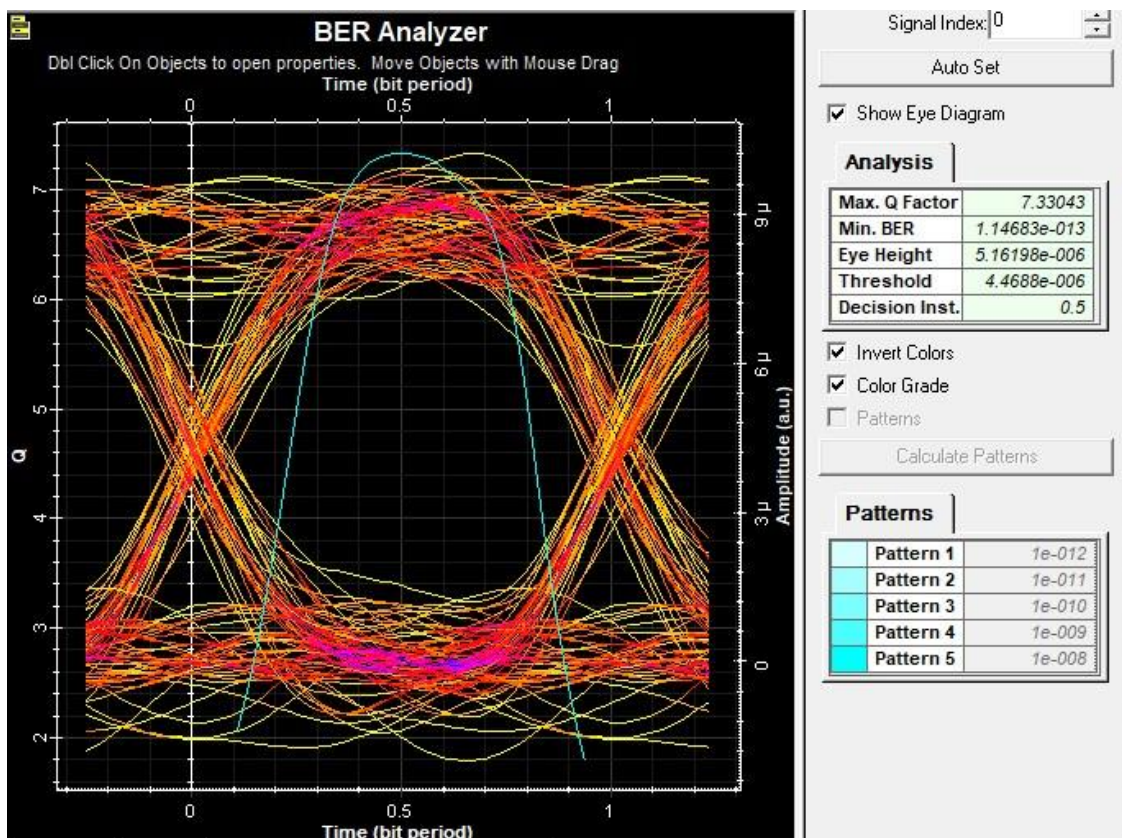 BER Analyzer
Dbl Click On Objects to open properties. Move Objects with Mouse Drag
Time (bit period)
0 0.5 1
7
6
5
4
3
2
Q
9 µ
6 µ
3 µ
0
Amplitude (a.u.)
0 0.5 1
Time (bit period)
Signal Index: 0
Auto Set
Show Eye Diagram
Analysis
Max. Q Factor 7.33043
Min. BER 1.14683e-013
Eye Height 5.16198e-006
Threshold 4.4688e-006
Decision Inst. 0.5
Invert Colors
Color Grade
Patterns
Calculate Patterns
Patterns
Pattern 1 1e-012
Pattern 2 1e-011
Pattern 3 1e-010
Pattern 4 1e-009
Pattern 5 1e-008